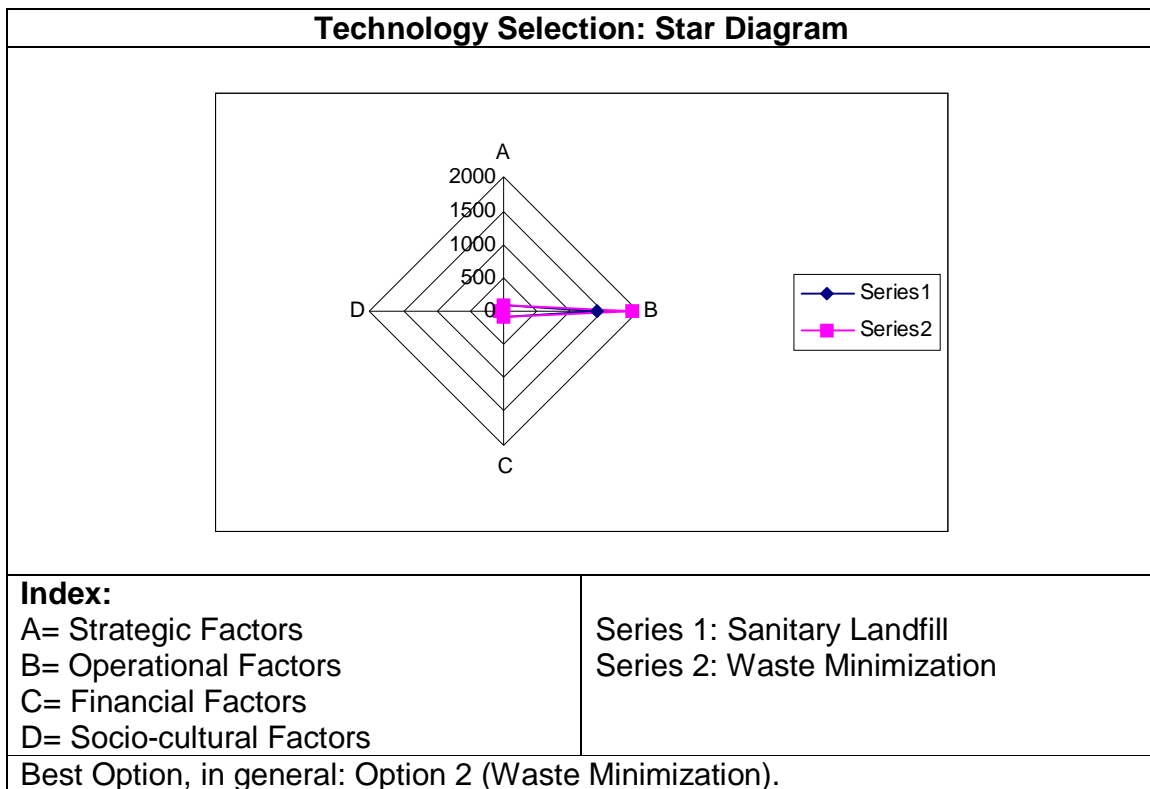 Technology Selection: Star Diagram
A
2000
1500
1000
500
0
D
B
C
Series1
Series2
Index:
A= Strategic Factors
B= Operational Factors
C= Financial Factors
D= Socio-cultural Factors
Series 1: Sanitary Landfill
Series 2: Waste Minimization
Best Option, in general: Option 2 (Waste Minimization).